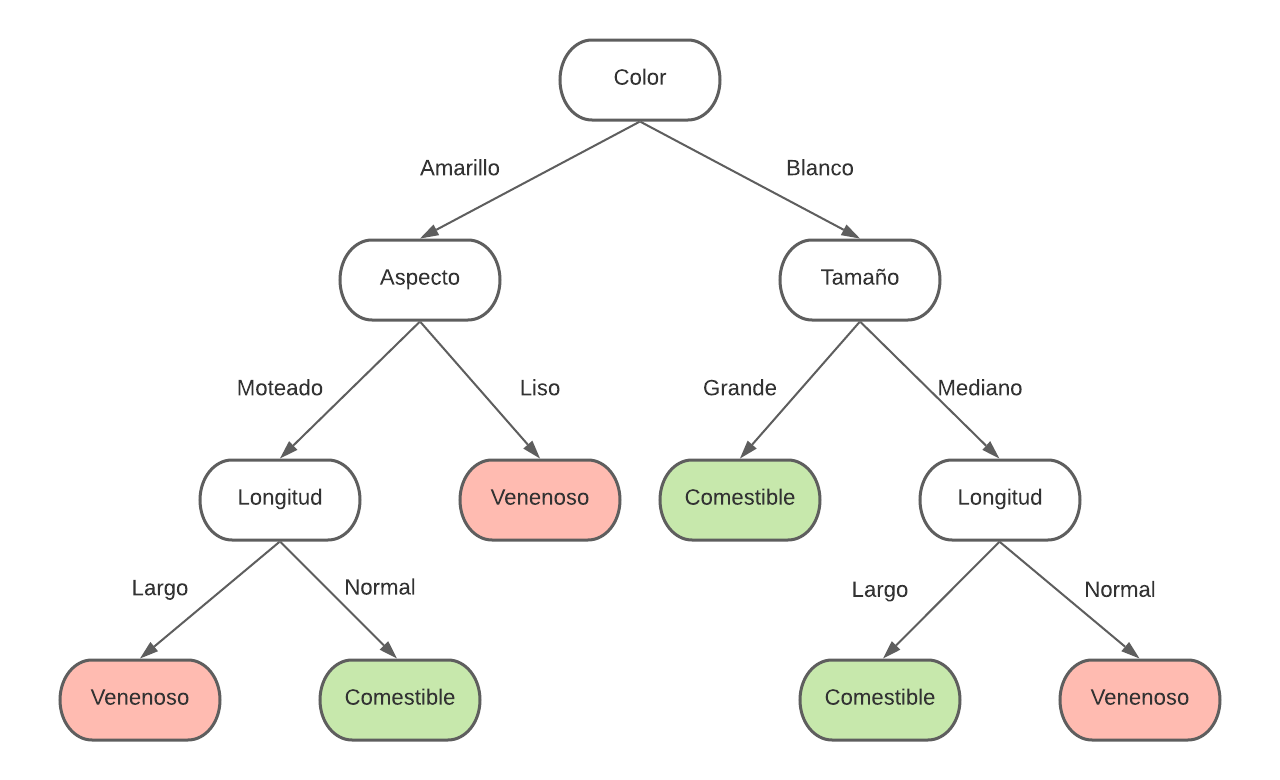 Color
Amarillo
Blanco
Aspecto
Tamaño
Moteado
Liso
Grande
Mediano
Longitud
Venenoso
Comestible
Longitud
Largo
Normal
Largo
Normal
Venenoso
Comestible
Comestible
Venenoso